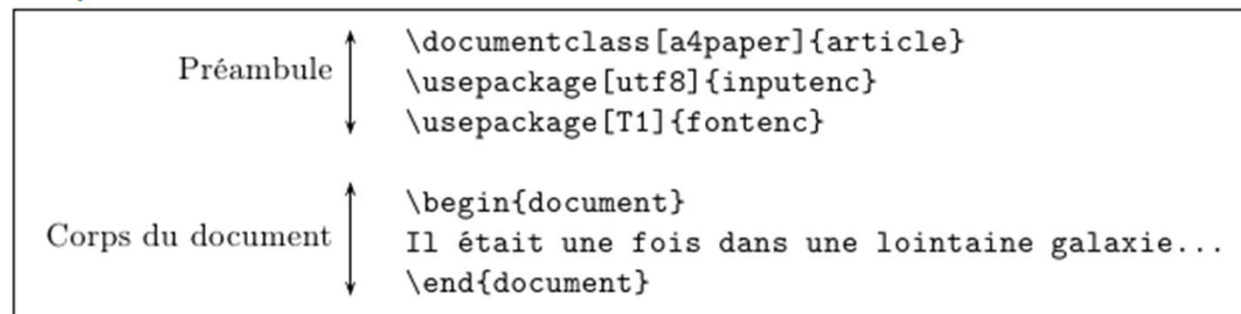 Préambule
\documentclass[a4paper]{article}
\usepackage[utf8]{inputenc}
\usepackage[T1]{fontenc}
Corps du document
\begin{document}
Il était une fois dans une lointaine galaxie...
\end{document}